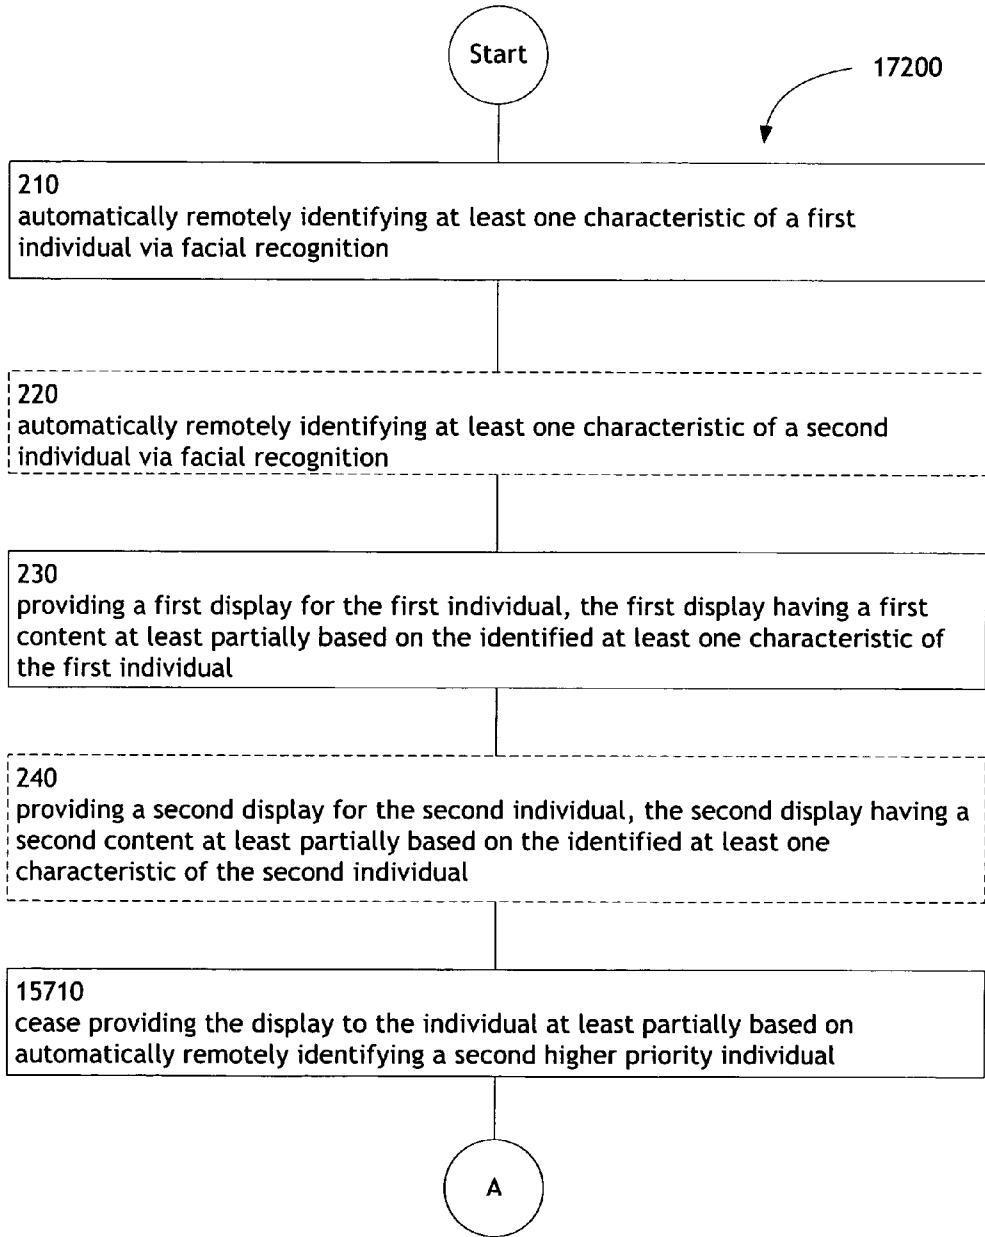 Start
17200
210
automatically remotely identifying at least one characteristic of a first
individual via facial recognition
220
automatically remotely identifying at least one characteristic of a second
individual via facial recognition
230
providing a first display for the first individual, the first display having a first
content at least partially based on the identified at least one characteristic of
the first individual
240
providing a second display for the second individual, the second display having a
second content at least partially based on the identified at least one
characteristic of the second individual
15710
cease providing the display to the individual at least partially based on
automatically remotely identifying a second higher priority individual
A